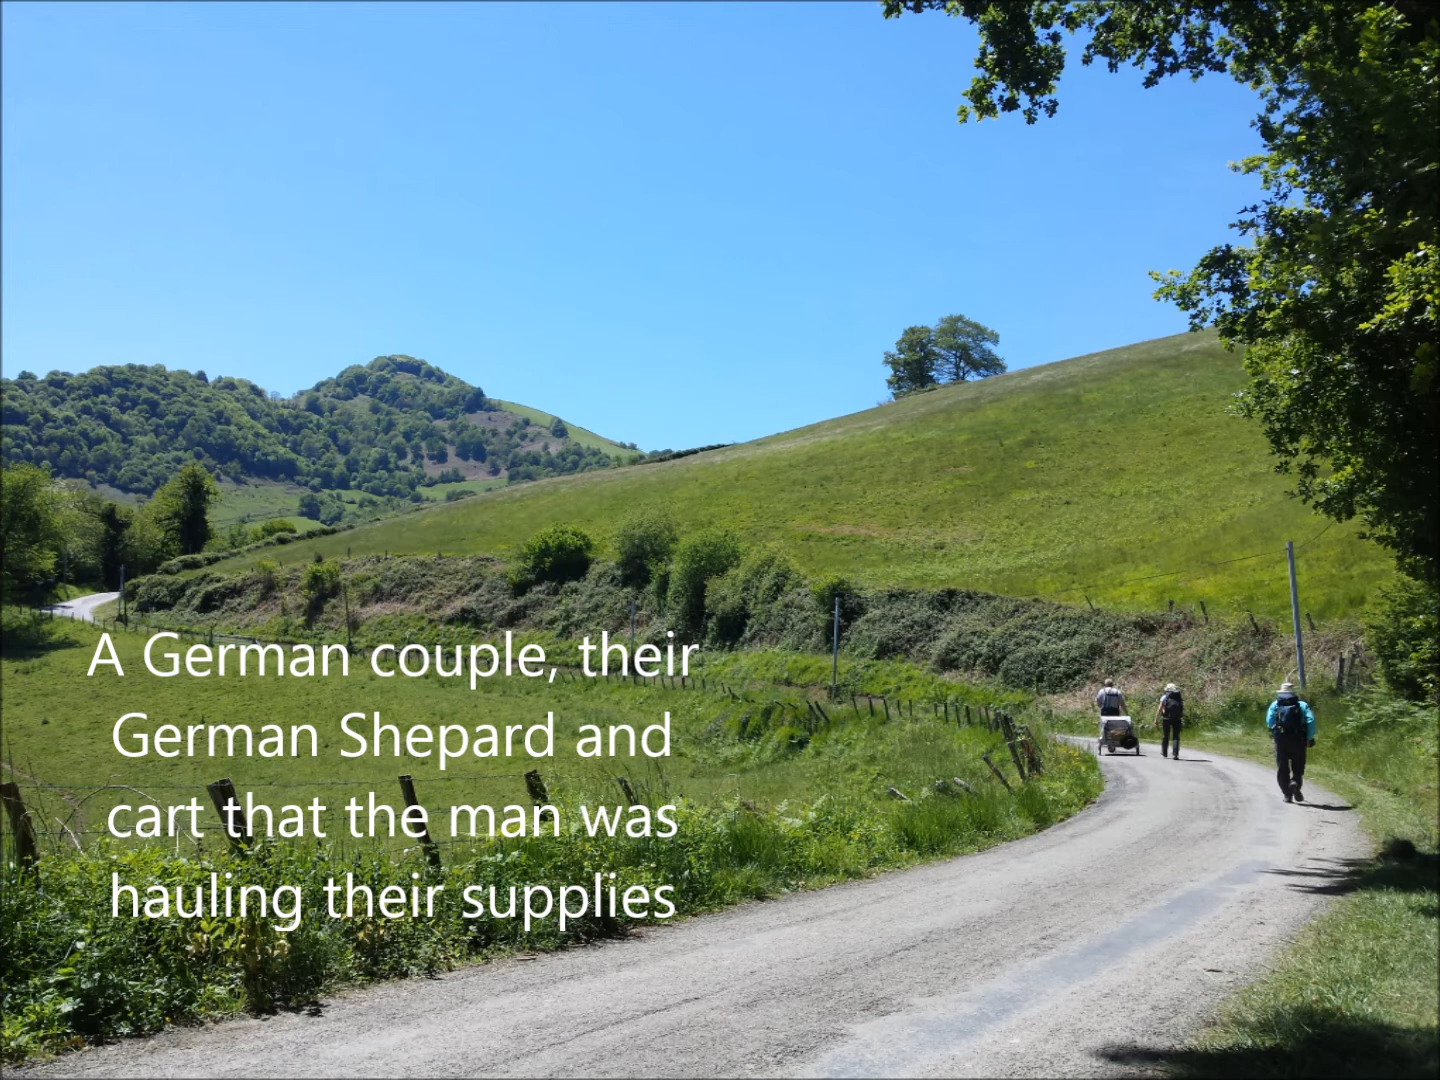 A German couple, their
German Shepard and
cart that the man was
hauling their supplies